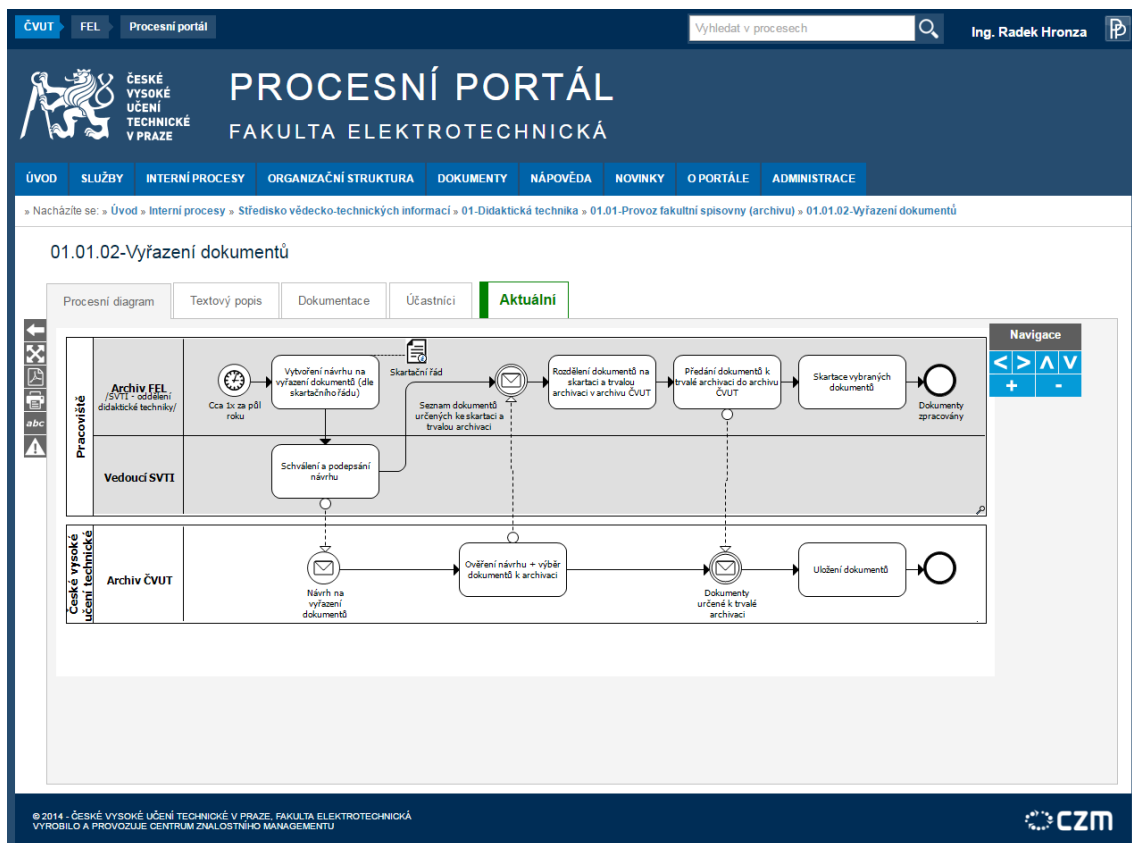 ČVUT FEL Procesní portál Vyhledat v procesech Ing. Radek Hronza
ČESKÉ
VYSOKÉ
UČENÍ
TECHNICKÉ
V PRAZE
PROCESNÍ PORTÁL
FAKULTA ELEKTROTECHNICKÁ
ÚVOD SLUŽBY INTERNÍ PROCESY ORGANIZAČNÍ STRUKTURA DOKUMENTY NÁPOVĚDA NOVINKY O PORTÁLE ADMINISTRACE
» Nacházíte se: » Úvod » Interní procesy » Středisko vědecko-technických informací » 01-Didaktická technika » 01.01-Provoz fakultní spisovny (archivu) » 01.01.02-Vyřazení dokumentů
01.01.02-Vyřazení dokumentů
Procesní diagram Textový popis Dokumentace Účastníci Aktuální
Navigace
< > Λ V
+ -
abc
Pracoviště
Archiv FEL
/SVTI - oddělení
didaktické techniky/
Cca 1x za půl
roku
Vytvoření návrhu na
vyřazení dokumentů (dle
skartačního řádu)
Skartační řád
Seznam dokumentů
určených ke skartaci a
trvalou archivaci
Rozdělení dokumentů na
skartaci a trvalou
archivaci v archivu ČVUT
Předání dokumentů k
trvalé archivaci do archivu
ČVUT
Skartace vybraných
dokumentů
Dokumenty
zpracovány
Vedoucí SVTI
Schválení a podepsání
návrhu
České vysoké
učení technické
Archiv ČVUT
Návrh na
vyřazení
dokumentů
Ověření návrhu + výběr
dokumentů k archivaci
Dokumenty
určené k trvalé
archivaci
Uložení dokumentů
© 2014 - ČESKÉ VYSOKÉ UČENÍ TECHNICKÉ V PRAZE, FAKULTA ELEKTROTECHNICKÁ
VYROBILO A PROVOZUJE CENTRUM ZNALOSTNÍHO MANAGEMENTU
czm